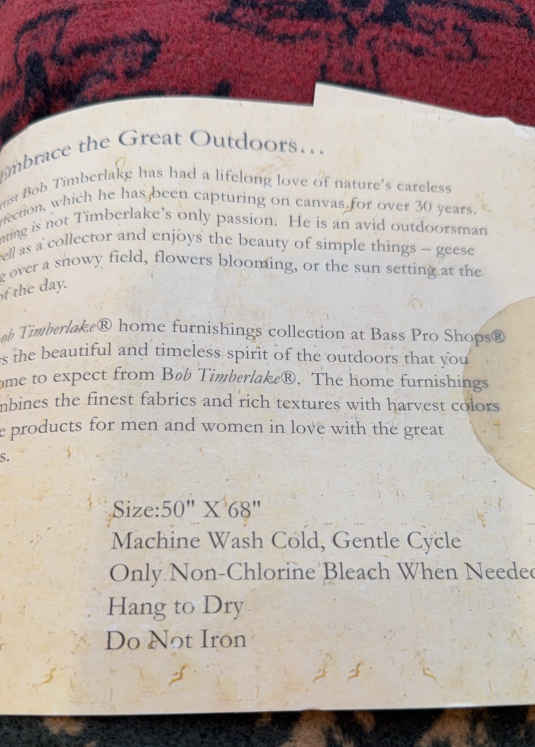 Embrace the Great Outdoors...
Bob Timberlake has had a lifelong love of nature's careless
which he has been capturing on canvas for over 30 years.
is not Timberlake's only passion. He is an avid outdoorsman
as a collector and enjoys the beauty of simple things – geese
over a snowy field, flowers blooming, or the sun setting at the
of the day.
Timberlake® home furnishings collection at Bass Pro Shops®
the beautiful and timeless spirit of the outdoors that you
to expect from Bob Timberlake®. The home furnishings
the finest fabrics and rich textures with harvest colors
products for men and women in love with the great
Size:50" X 68"
Machine Wash Cold, Gentle Cycle
Only Non-Chlorine Bleach When Needed
Hang to Dry
Do Not Iron